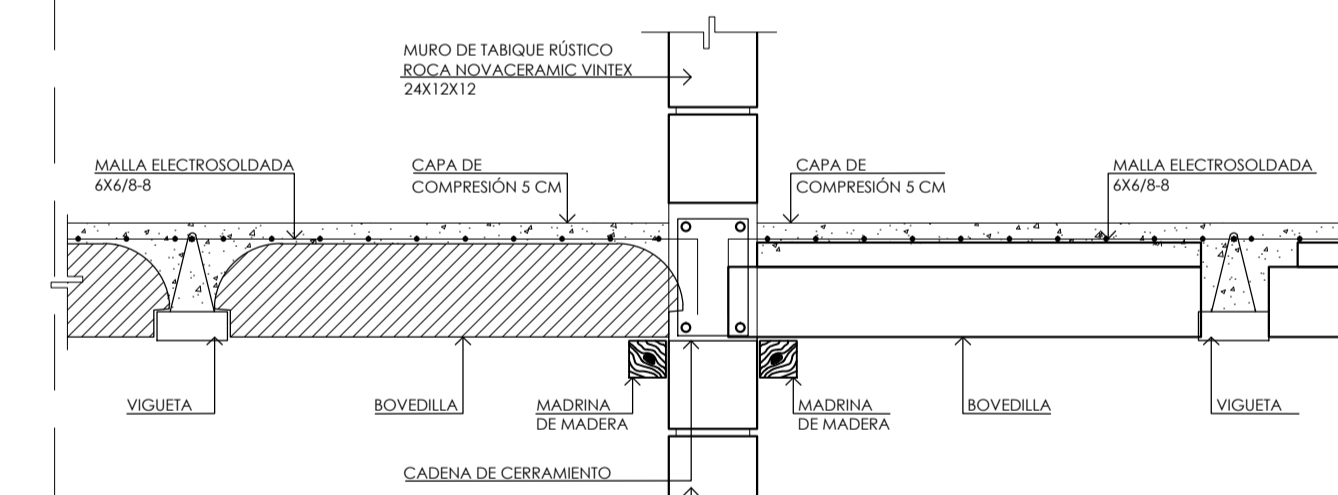 MURO DE TABIQUE RÚSTICO
ROCA NOVACERAMIC VINTEX
24X12X12
MALLA ELECTROSOLDADA
6X6/8-8
CAPA DE
COMPRESIÓN 5 CM
CAPA DE
COMPRESIÓN 5 CM
MALLA ELECTROSOLDADA
6X6/8-8
VIGUETA
BOVEDILLA
MADRINA
DE MADERA
MADRINA
DE MADERA
BOVEDILLA
VIGUETA
CADENA DE CERRAMIENTO